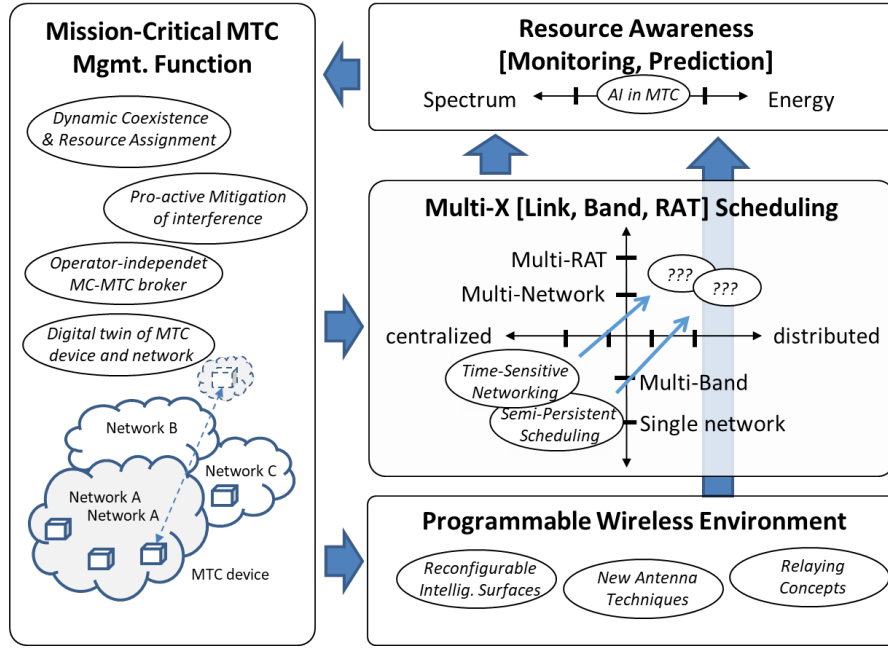 Mission-Critical MTC
Mgmt. Function
Dynamic Coexistence
& Resource Assignment
Pro-active Mitigation
of interference
Operator-independet
MC-MTC broker
Digital twin of MTC
device and network
Network B
Network C
Network A
Network A
MTC device
Resource Awareness
[Monitoring, Prediction]
Spectrum
AI in MTC
Energy
Multi-X [Link, Band, RAT] Scheduling
Multi-RAT
???
???
Multi-Network
centralized
distributed
Time-Sensitive
Networking
Multi-Band
Semi-Persistent
Scheduling
Single network
Programmable Wireless Environment
Reconfigurable
Intellig. Surfaces
New Antenna
Techniques
Relaying
Concepts